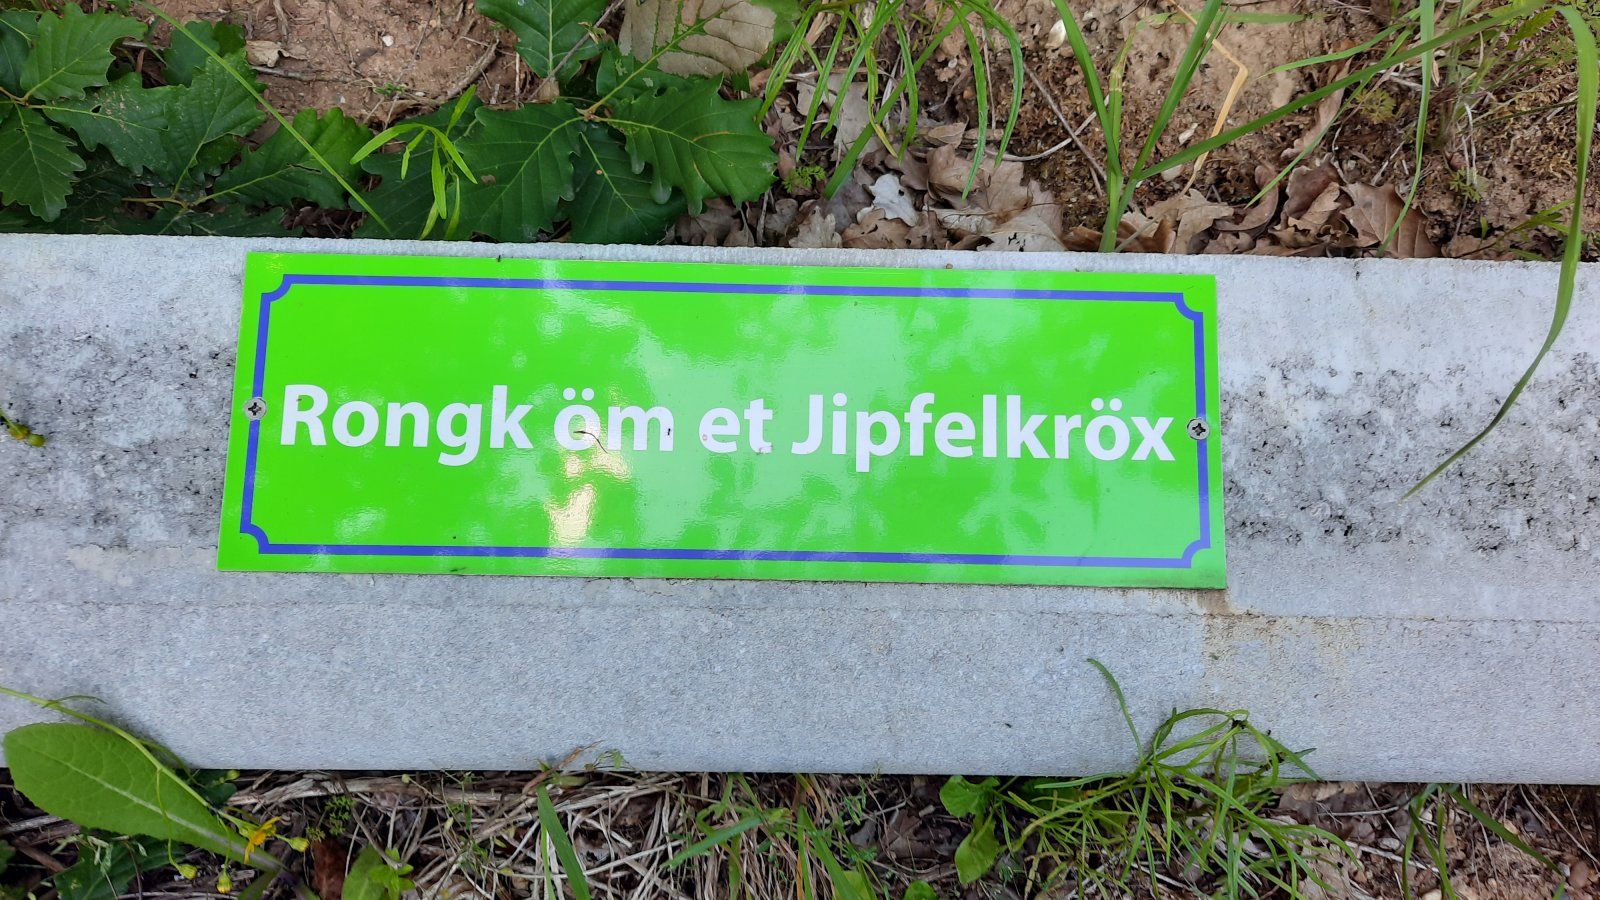 Rongk öm et Jipfelkröx